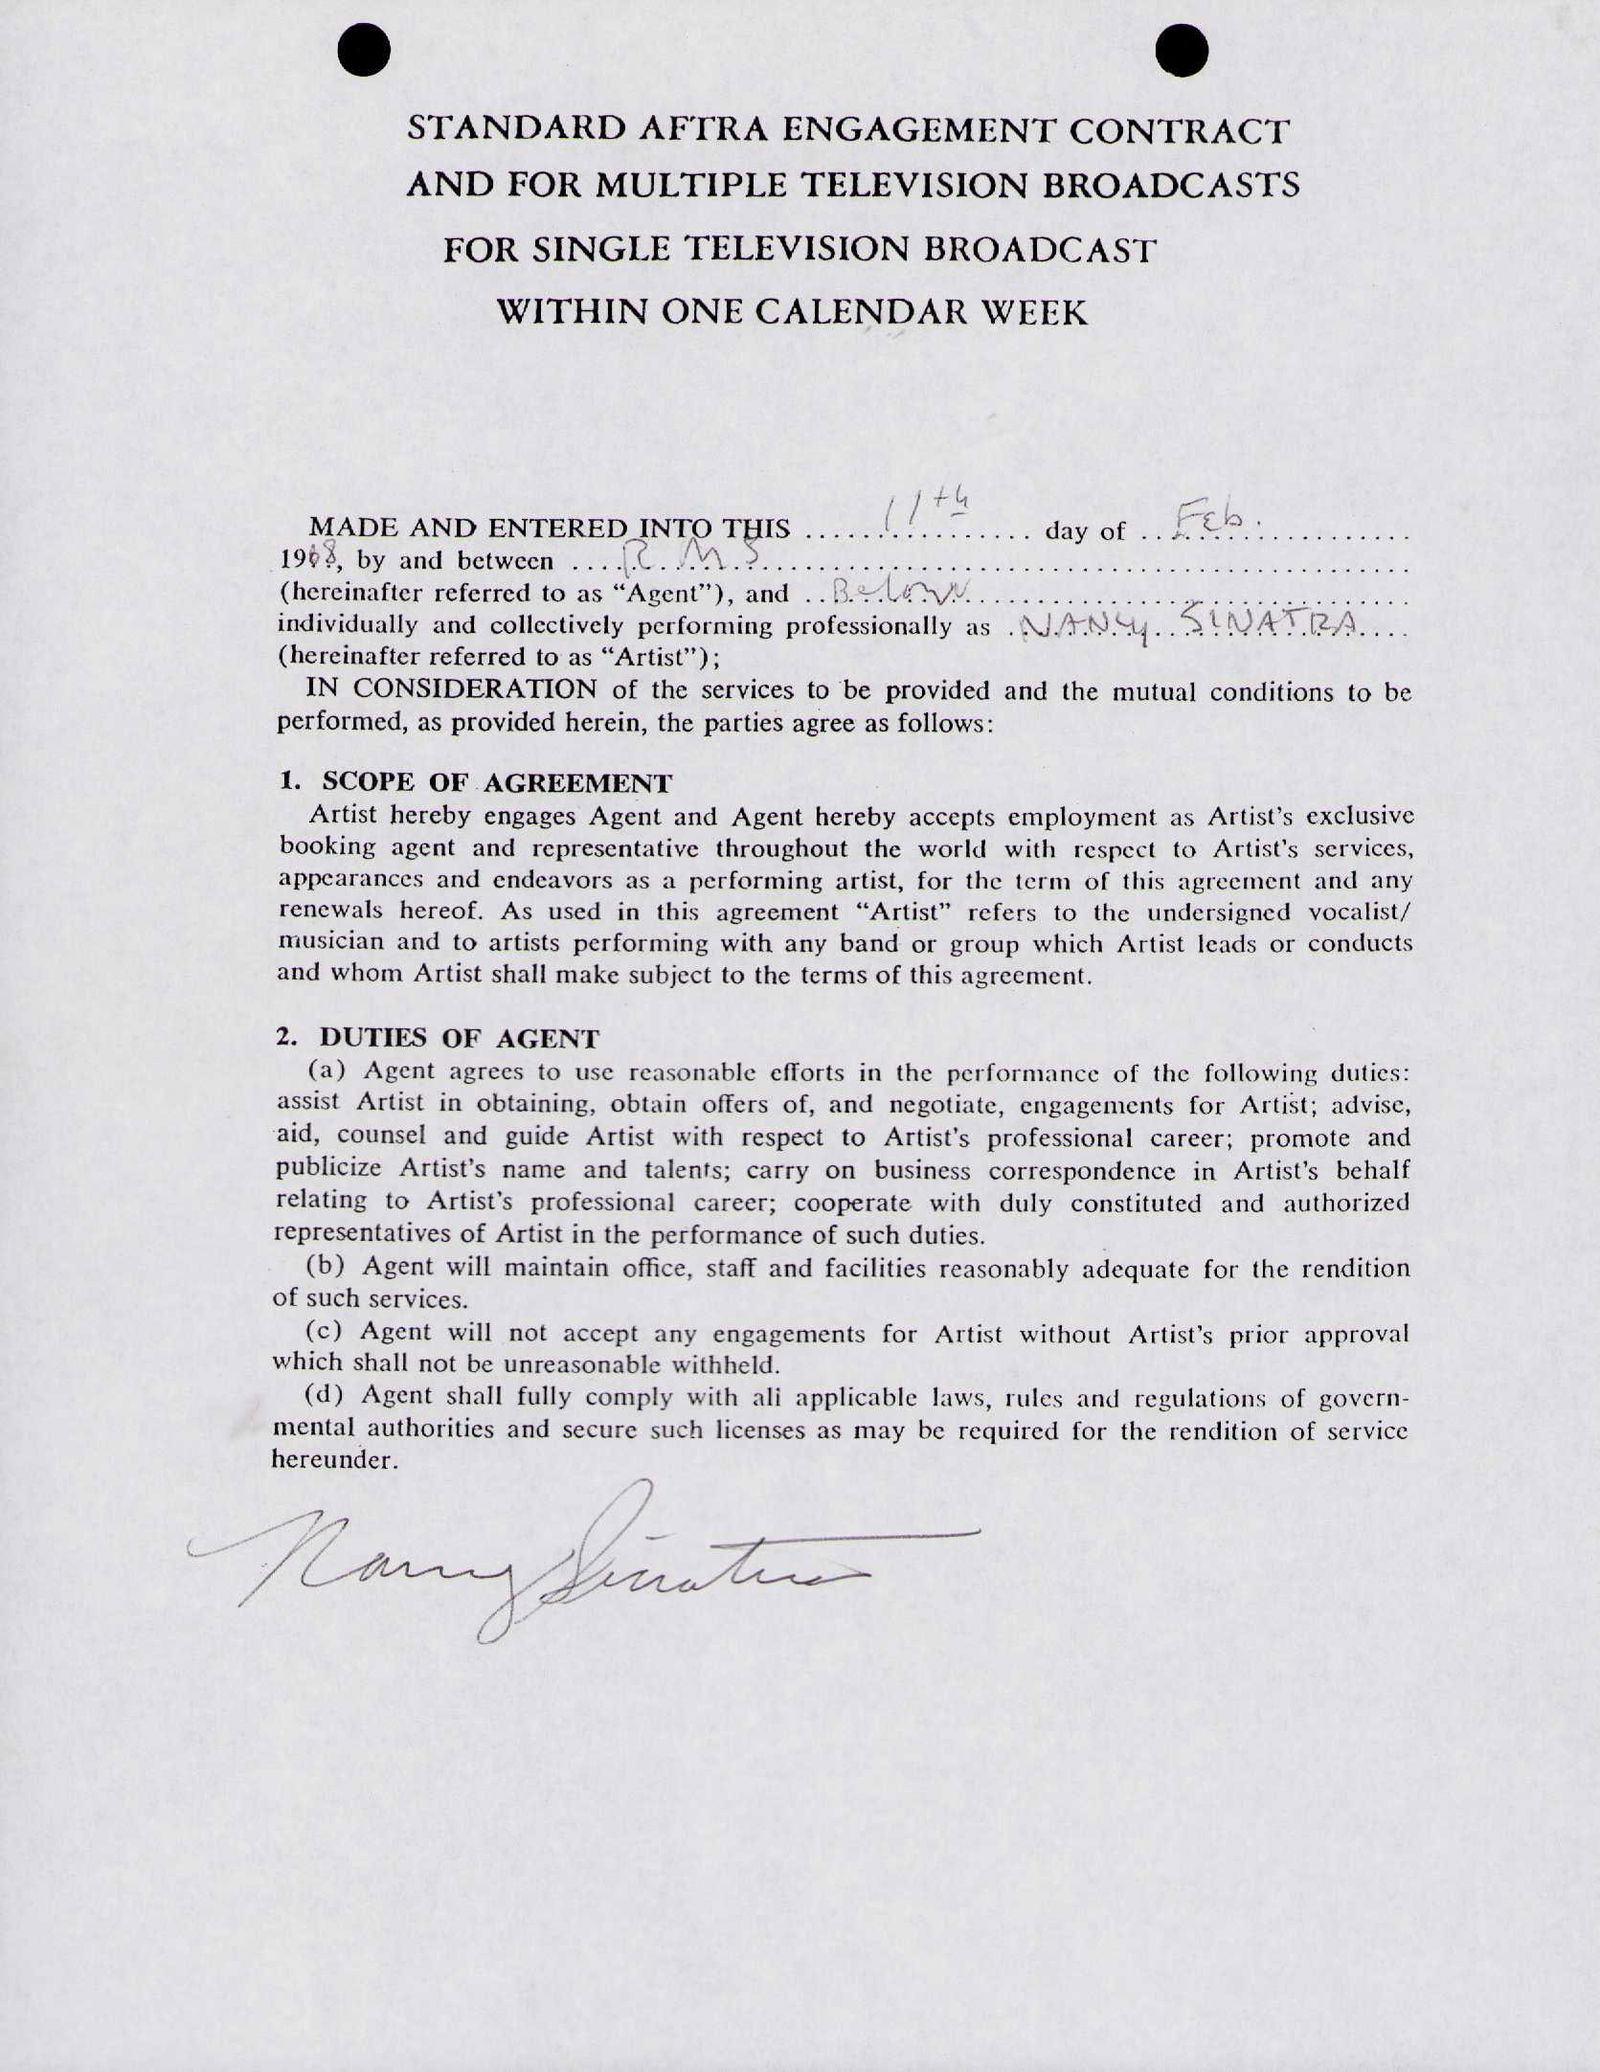 STANDARD AFTRA ENGAGEMENT CONTRACT
AND FOR MULTIPLE TELEVISION BROADCASTS
FOR SINGLE TELEVISION BROADCAST
WITHIN ONE CALENDAR WEEK
MADE AND ENTERED INTO THIS ...... 11th ...... day of .. Feb. ......
1968, by and between .... R.M.S. ......
(hereinafter referred to as “Agent”), and .. Below ......
individually and collectively performing professionally as . NANCY SINATRA ....
(hereinafter referred to as “Artist”);
IN CONSIDERATION of the services to be provided and the mutual conditions to be
performed, as provided herein, the parties agree as follows:
1. SCOPE OF AGREEMENT
Artist hereby engages Agent and Agent hereby accepts employment as Artist’s exclusive
booking agent and representative throughout the world with respect to Artist’s services,
appearances and endeavors as a performing artist, for the term of this agreement and any
renewals hereof. As used in this agreement “Artist” refers to the undersigned vocalist/
musician and to artists performing with any band or group which Artist leads or conducts
and whom Artist shall make subject to the terms of this agreement.
2. DUTIES OF AGENT
(a) Agent agrees to use reasonable efforts in the performance of the following duties:
assist Artist in obtaining, obtain offers of, and negotiate, engagements for Artist; advise,
aid, counsel and guide Artist with respect to Artist’s professional career; promote and
publicize Artist’s name and talents; carry on business correspondence in Artist’s behalf
relating to Artist’s professional career; cooperate with duly constituted and authorized
representatives of Artist in the performance of such duties.
(b) Agent will maintain office, staff and facilities reasonably adequate for the rendition
of such services.
(c) Agent will not accept any engagements for Artist without Artist’s prior approval
which shall not be unreasonable withheld.
(d) Agent shall fully comply with all applicable laws, rules and regulations of govern-
mental authorities and secure such licenses as may be required for the rendition of service
hereunder.
Nancy Sinatra